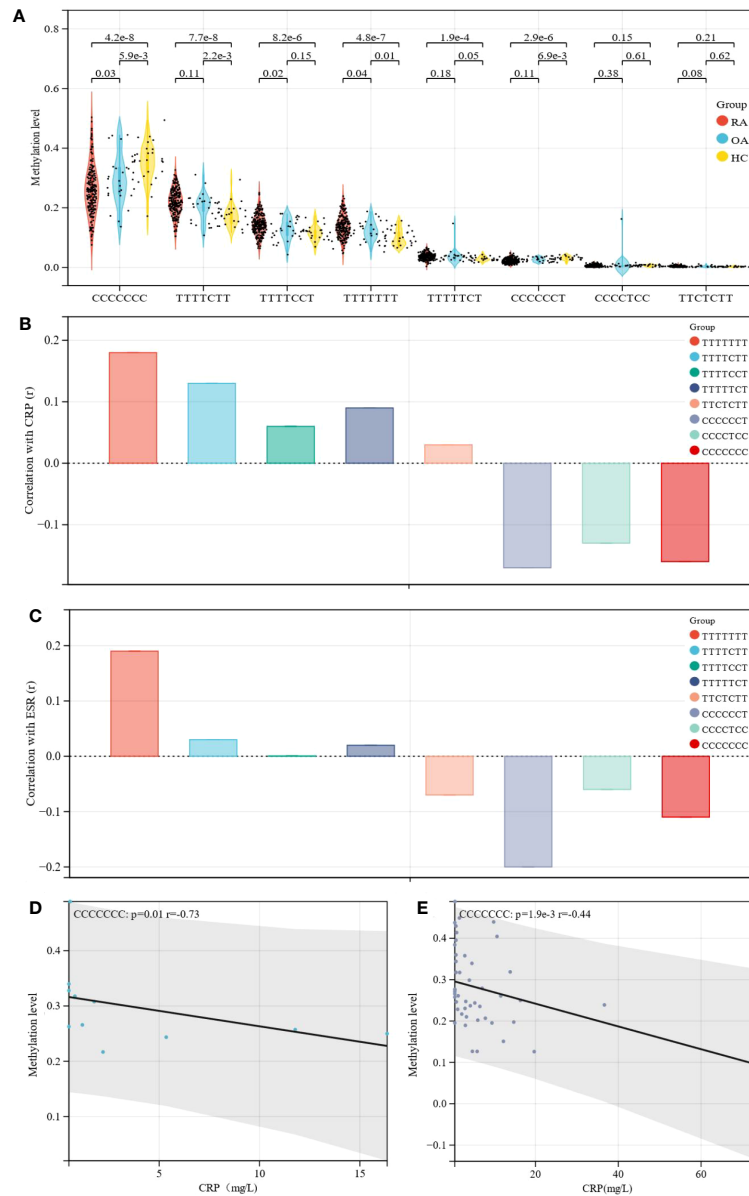 A
4.2e-8 7.7e-8 8.2e-6 4.8e-7 1.9e-4 2.9e-6 0.15 0.21
5.9e-3 2.2e-3 0.15 0.01 0.05 6.9e-3 0.61 0.62
0.03 0.11 0.02 0.04 0.18 0.11 0.38 0.08
Methylation level
0.8
0.6
0.4
0.2
0.0
Group
RA
OA
HC
CCCCCCC TTTTCTT TTTTCCT TTTTTTT TTTTTCT CCCCCCT CCCCTCC TTCTCTT
B
Correlation with CRP (r)
0.2
0.1
0.0
−0.1
Group
TTTTTTT
TTTTCTT
TTTTCCT
TTTTTCT
TTCTCTT
CCCCCCT
CCCCTCC
CCCCCCC
C
Correlation with ESR (r)
0.2
0.1
0.0
−0.1
−0.2
Group
TTTTTTT
TTTTCTT
TTTTCCT
TTTTTCT
TTCTCTT
CCCCCCT
CCCCTCC
CCCCCCC
D
CCCCCCC: p=0.01 r=-0.73
Methylation level
0.4
0.3
0.2
0.1
5 10 15
CRP (mg/L)
E
CCCCCCC: p=1.9e-3 r=-0.44
Methylation level
0.4
0.3
0.2
0.1
0.0
−0.1
20 40 60
CRP(mg/L)